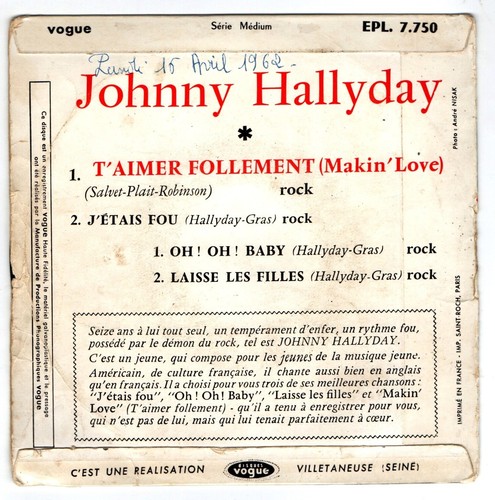 vogue Série Médium EPL. 7.750
Lundi 15 Avril 1962
Johnny Hallyday
*
1. T'AIMER FOLLEMENT (Makin' Love)
(Salvet-Plait-Robinson) rock
2. J'ÉTAIS FOU (Hallyday-Gras) rock
1. OH ! OH ! BABY (Hallyday-Gras) rock
2. LAISSE LES FILLES (Hallyday-Gras) rock
Seize ans à lui tout seul, un tempérament d'enfer, un rythme fou,
possédé par le démon du rock, tel est JOHNNY HALLYDAY.
C'est un jeune, qui compose pour les jeunes de la musique jeune.
Américain, de culture française, il chante aussi bien en anglais
qu'en français. Il a choisi pour vous trois de ses meilleures chansons :
"J'étais fou", "Oh ! Oh ! Baby", "Laisse les filles" et "Makin'
Love" (T'aimer follement) - qu'il a tenu à enregistrer pour vous,
qui n'est pas de lui, mais qui lui tenait parfaitement à cœur.
Ce disque est un enregistrement vogue Haute Fidélité, le matériel galvanoplastique et le pressage
ont été réalisés par la Manufacture de Productions Phonographiques vogue
Photo : André NISAK
IMPRIMÉ EN FRANCE - IMP. SAINT-ROCH, PARIS
C'EST UNE REALISATION DISQUES vogue VILLETANEUSE (SEINE)